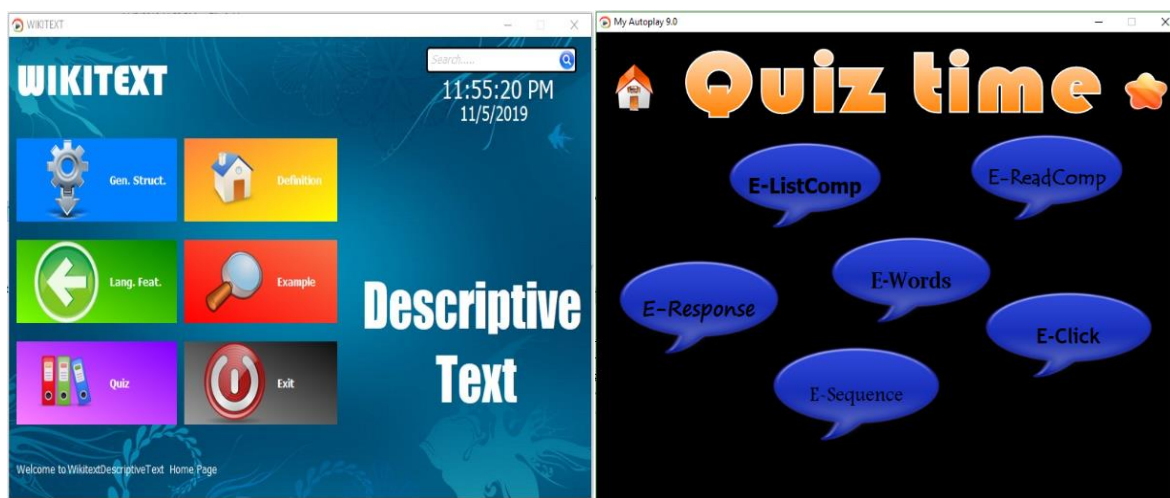 WIKITEXT
WIKITEXT
Search.....
11:55:20 PM
11/5/2019
Gen. Struct.
Definition
Lang. Feat.
Example
Quiz
Exit
Descriptive
Text
Welcome to WikitextDescriptiveText Home Page
My Autoplay 9.0
Quiz time
E-ListComp
E-ReadComp
E-Words
E-Response
E-Click
E-Sequence